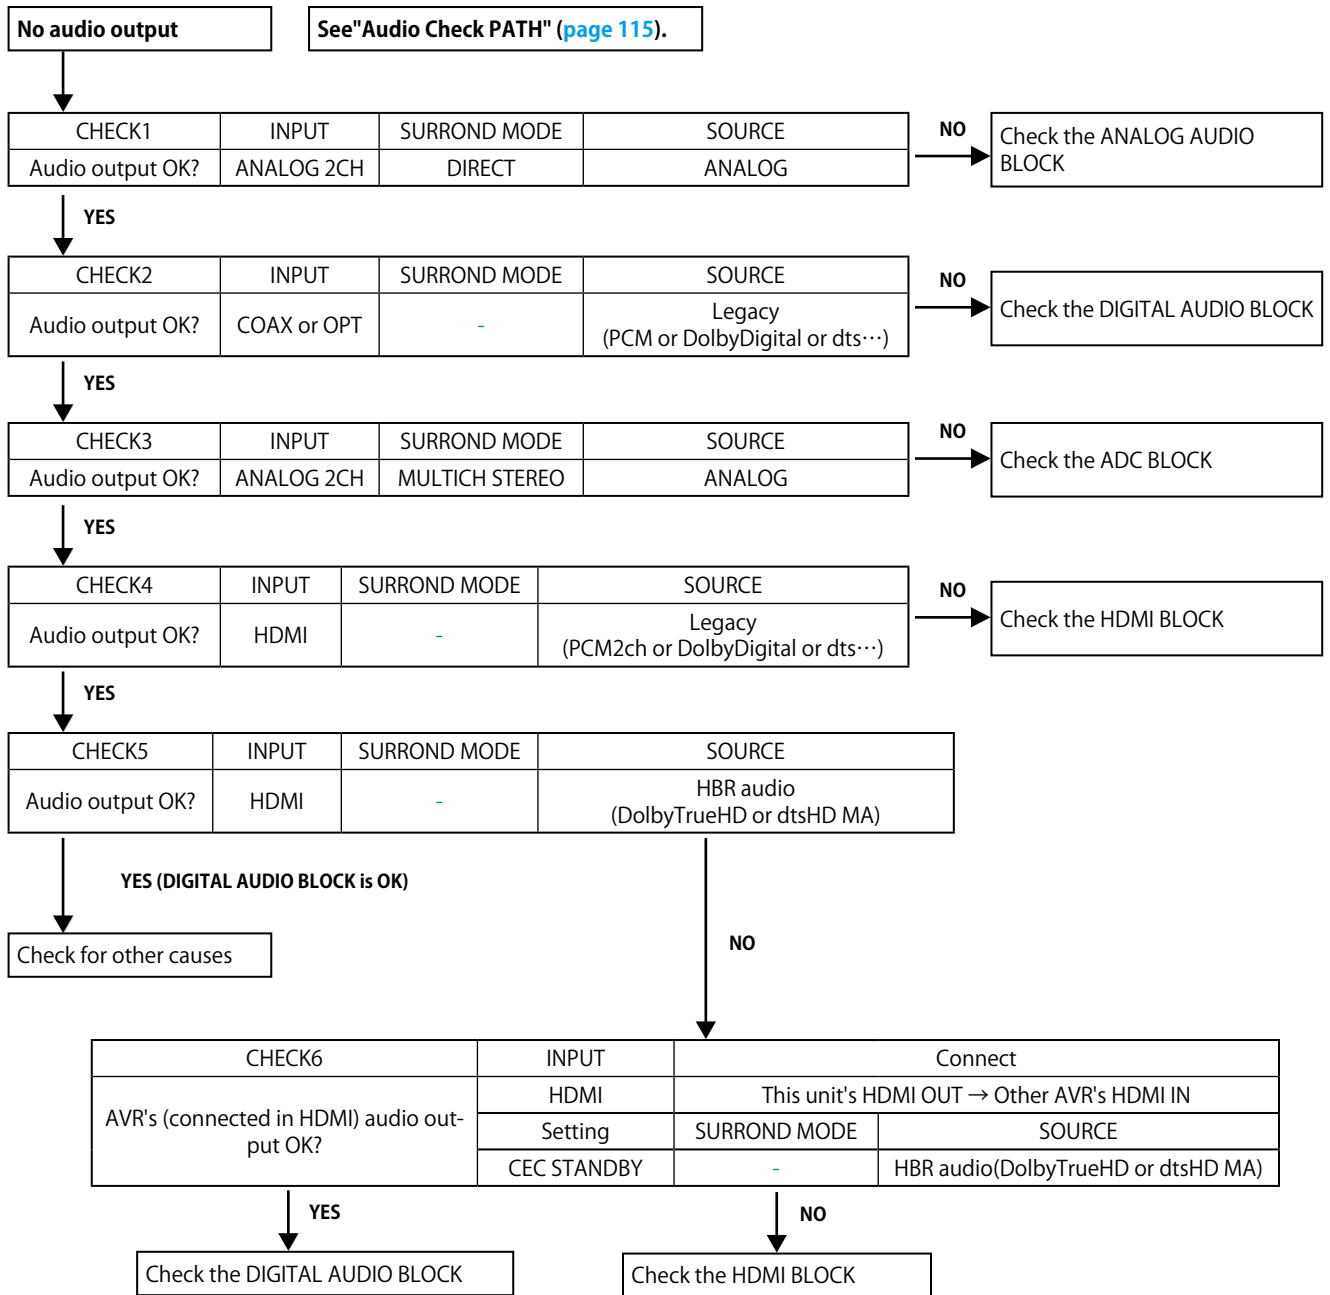 No audio output
See"Audio Check PATH" (page 115).
CHECK1 INPUT SURROND MODE SOURCE
Audio output OK? ANALOG 2CH DIRECT ANALOG
NO
Check the ANALOG AUDIO
BLOCK
YES
CHECK2 INPUT SURROND MODE SOURCE
Audio output OK? COAX or OPT - Legacy
(PCM or DolbyDigital or dts⋯)
NO
Check the DIGITAL AUDIO BLOCK
YES
CHECK3 INPUT SURROND MODE SOURCE
Audio output OK? ANALOG 2CH MULTICH STEREO ANALOG
NO
Check the ADC BLOCK
YES
CHECK4 INPUT SURROND MODE SOURCE
Audio output OK? HDMI - Legacy
(PCM2ch or DolbyDigital or dts⋯)
NO
Check the HDMI BLOCK
YES
CHECK5 INPUT SURROND MODE SOURCE
Audio output OK? HDMI - HBR audio
(DolbyTrueHD or dtsHD MA)
YES (DIGITAL AUDIO BLOCK is OK)
Check for other causes
NO
CHECK6 INPUT Connect
AVR's (connected in HDMI) audio out-
put OK?
HDMI This unit's HDMI OUT → Other AVR's HDMI IN
Setting SURROND MODE SOURCE
CEC STANDBY - HBR audio(DolbyTrueHD or dtsHD MA)
YES
NO
Check the DIGITAL AUDIO BLOCK
Check the HDMI BLOCK